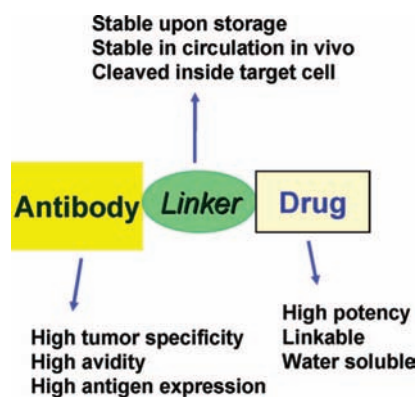 Stable upon storage
Stable in circulation in vivo
Cleaved inside target cell
Antibody
Linker
Drug
High tumor specificity
High avidity
High antigen expression
High potency
Linkable
Water soluble